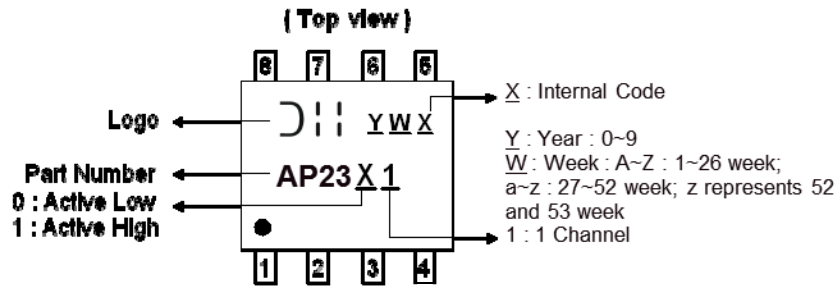 ( Top view )
8 7 6 5
Logo
Y W X
X : Internal Code
Part Number
AP23 X 1
0 : Active Low
1 : Active High
Y : Year : 0~9
W : Week : A~Z : 1~26 week;
a~z : 27~52 week; z represents 52
and 53 week
1 : 1 Channel
1 2 3 4